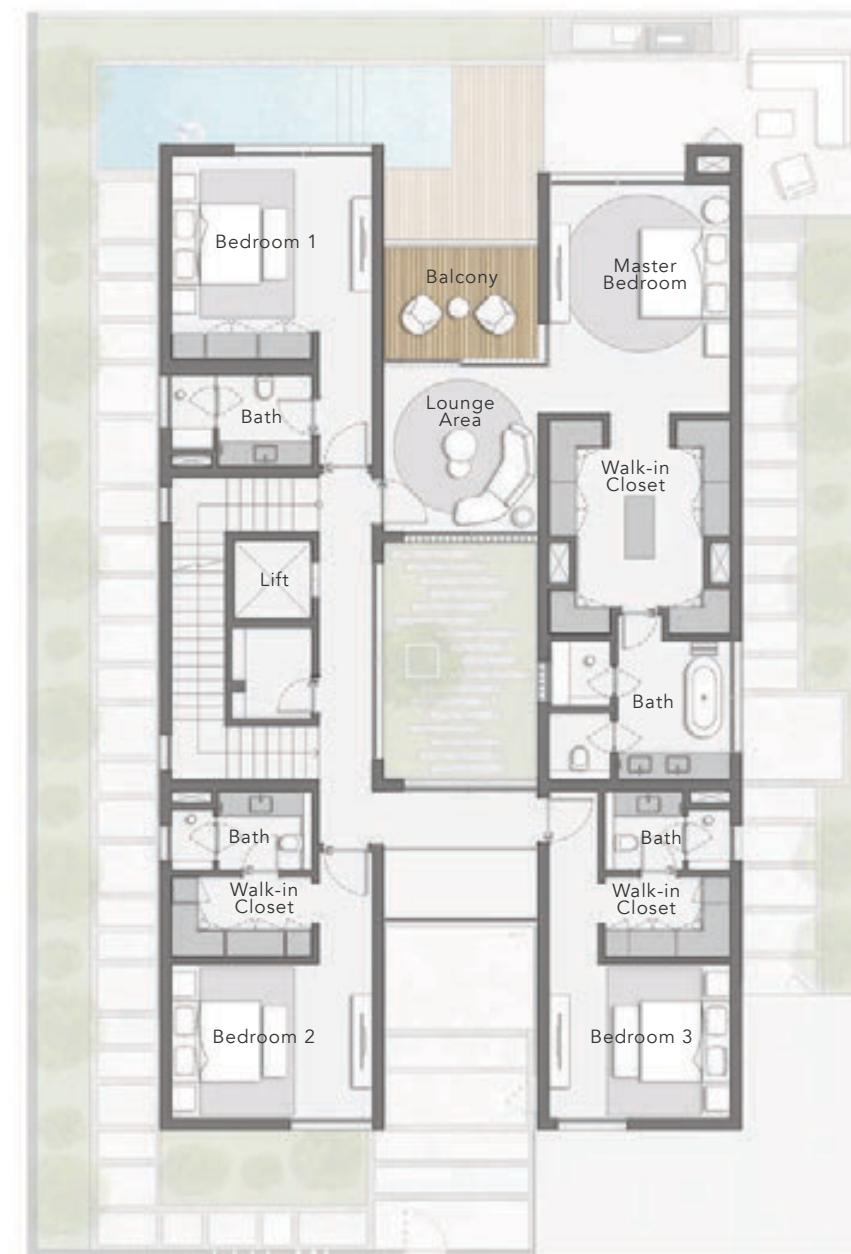 Bedroom 1
Balcony
Master
Bedroom
Bath
Lounge
Area
Walk-in
Closet
Lift
Bath
Bath
Bath
Walk-in
Closet
Walk-in
Closet
Bedroom 2
Bedroom 3